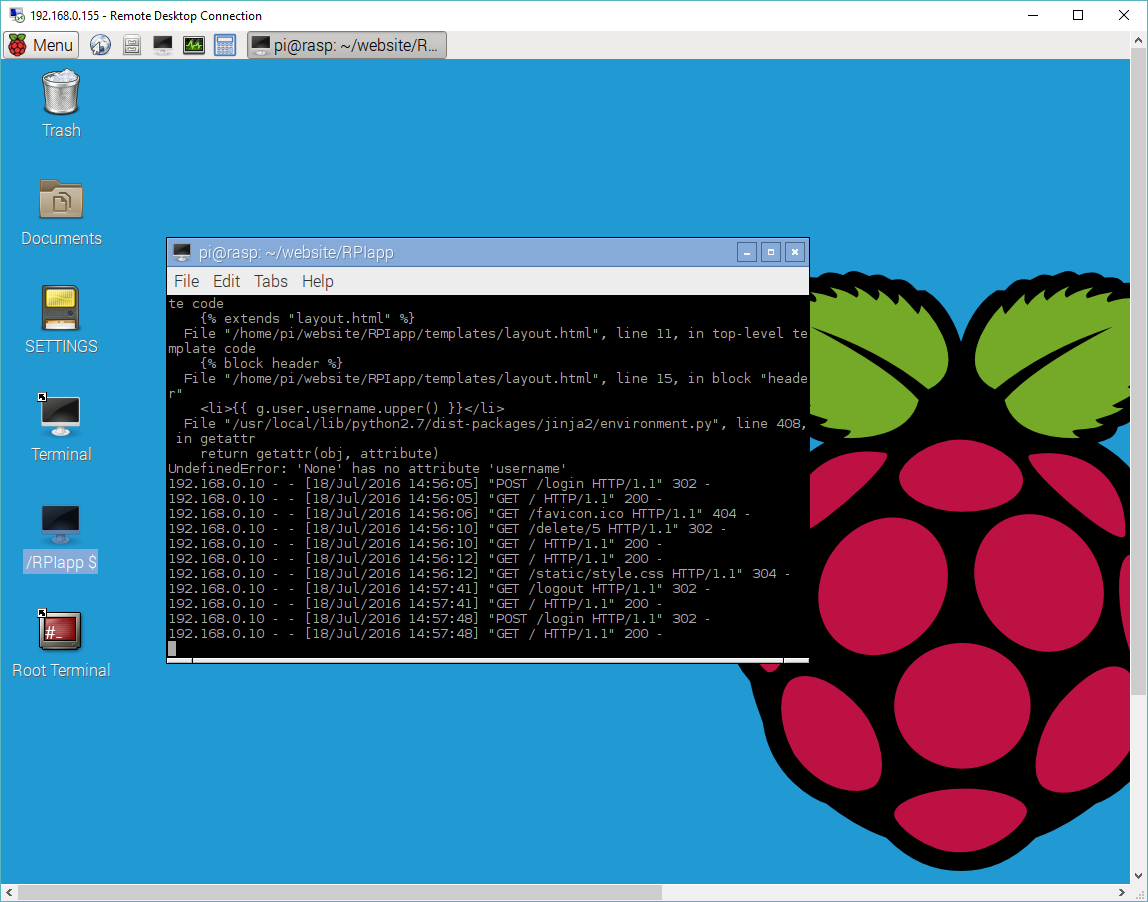 192.168.0.155 - Remote Desktop Connection
Menu
pi@rasp: ~/website/R...
Trash
Documents
SETTINGS
Terminal
/RPIapp $
#_
Root Terminal
pi@rasp: ~/website/RPIapp
File Edit Tabs Help
te code
    {% extends "layout.html" %}
  File "/home/pi/website/RPIapp/templates/layout.html", line 11, in top-level te
mplate code
    {% block header %}
  File "/home/pi/website/RPIapp/templates/layout.html", line 15, in block "heade
r"
    <li>{{ g.user.username.upper() }}</li>
  File "/usr/local/lib/python2.7/dist-packages/jinja2/environment.py", line 408,
 in getattr
    return getattr(obj, attribute)
UndefinedError: 'None' has no attribute 'username'
192.168.0.10 - - [18/Jul/2016 14:56:05] "POST /login HTTP/1.1" 302 -
192.168.0.10 - - [18/Jul/2016 14:56:05] "GET / HTTP/1.1" 200 -
192.168.0.10 - - [18/Jul/2016 14:56:06] "GET /favicon.ico HTTP/1.1" 404 -
192.168.0.10 - - [18/Jul/2016 14:56:10] "GET /delete/5 HTTP/1.1" 302 -
192.168.0.10 - - [18/Jul/2016 14:56:10] "GET / HTTP/1.1" 200 -
192.168.0.10 - - [18/Jul/2016 14:56:12] "GET / HTTP/1.1" 200 -
192.168.0.10 - - [18/Jul/2016 14:56:12] "GET /static/style.css HTTP/1.1" 304 -
192.168.0.10 - - [18/Jul/2016 14:57:41] "GET /logout HTTP/1.1" 302 -
192.168.0.10 - - [18/Jul/2016 14:57:41] "GET / HTTP/1.1" 200 -
192.168.0.10 - - [18/Jul/2016 14:57:48] "POST /login HTTP/1.1" 302 -
192.168.0.10 - - [18/Jul/2016 14:57:48] "GET / HTTP/1.1" 200 -